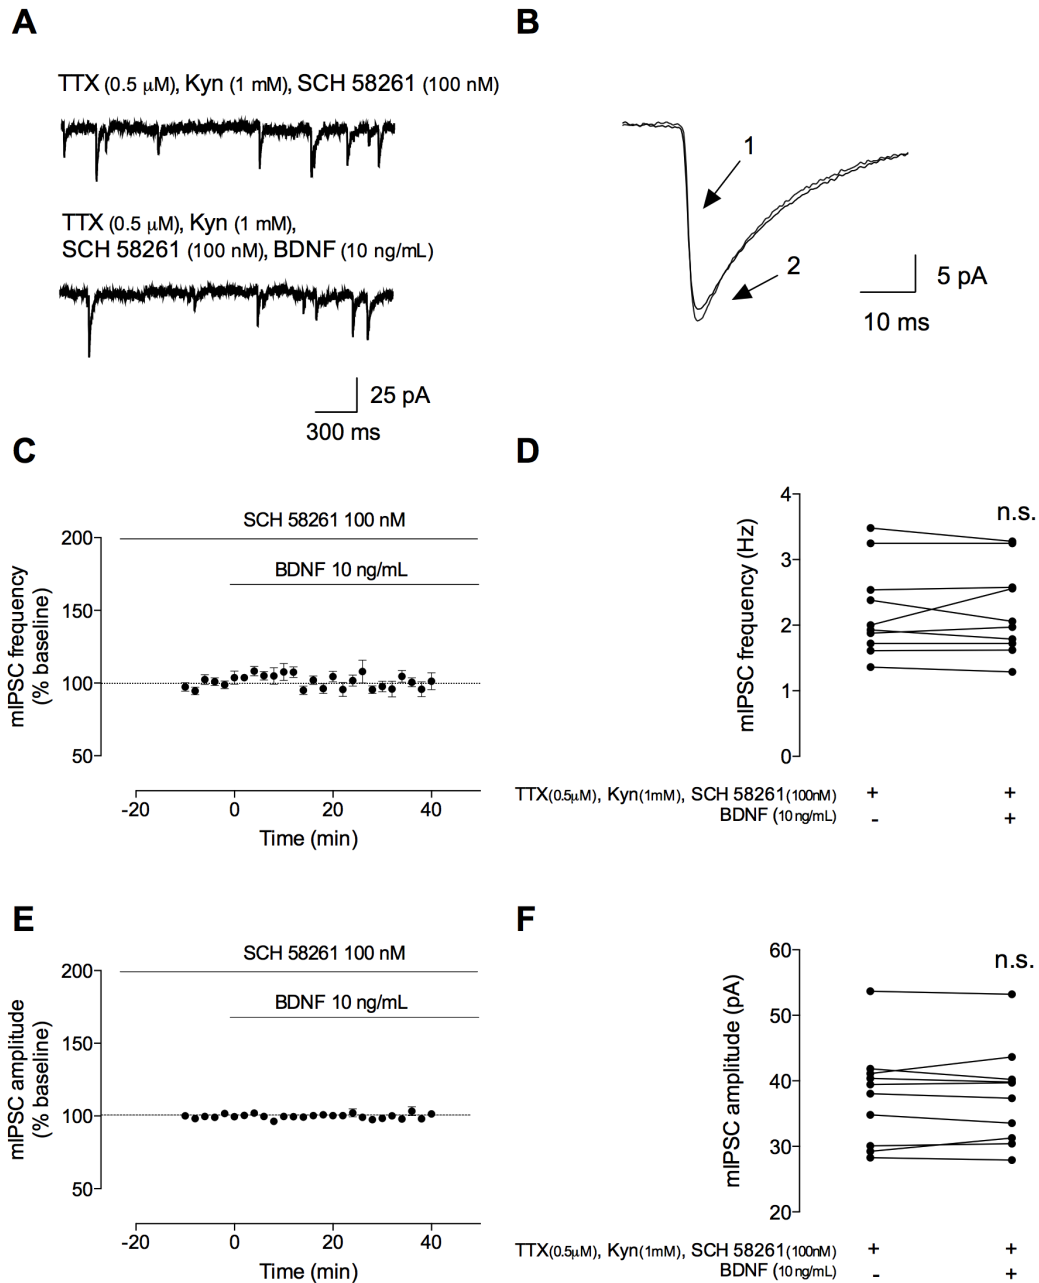 A
TTX (0.5 μM), Kyn (1 mM), SCH 58261 (100 nM)
TTX (0.5 μM), Kyn (1 mM),
SCH 58261 (100 nM), BDNF (10 ng/mL)
25 pA
300 ms
B
1
2
5 pA
10 ms
C
SCH 58261 100 nM
BDNF 10 ng/mL
mIPSC frequency
(% baseline)
200
150
100
50
-20 0 20 40
Time (min)
D
n.s.
mIPSC frequency (Hz)
4
3
2
1
0
TTX(0.5μM), Kyn(1mM), SCH 58261(100nM) + +
BDNF (10 ng/mL) - +
E
SCH 58261 100 nM
BDNF 10 ng/mL
mIPSC amplitude
(% baseline)
200
150
100
50
-20 0 20 40
Time (min)
F
n.s.
mIPSC amplitude (pA)
60
50
40
30
20
TTX(0.5μM), Kyn(1mM), SCH 58261(100nM) + +
BDNF (10 ng/mL) - +